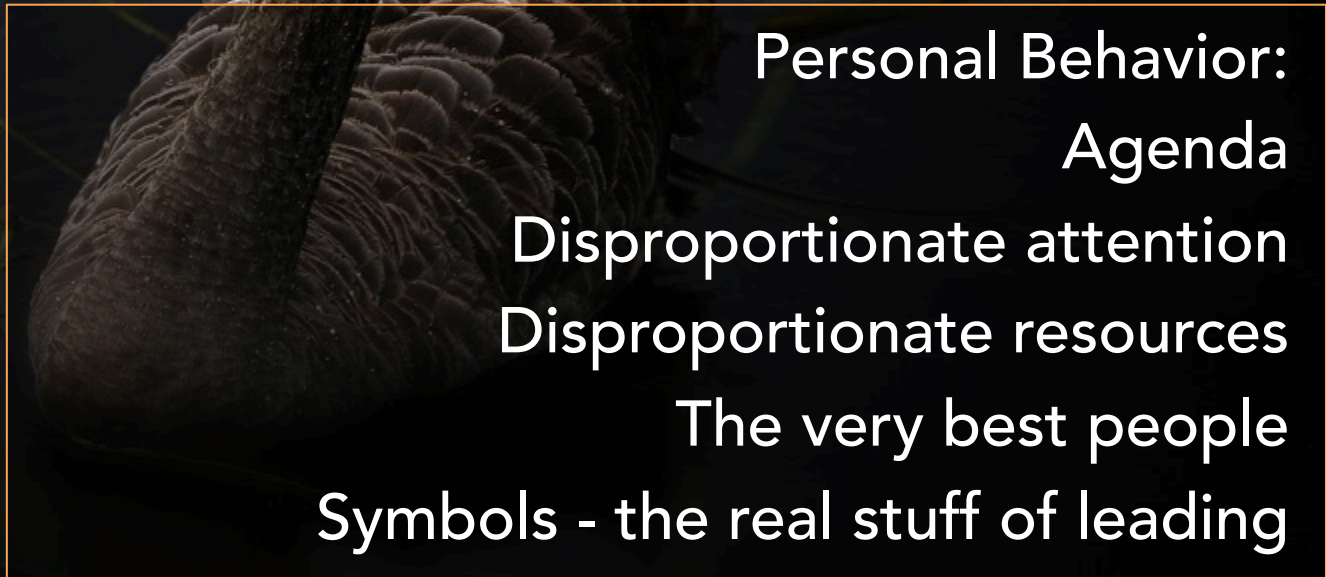 Personal Behavior:
Agenda
Disproportionate attention
Disproportionate resources
The very best people
Symbols - the real stuff of leading